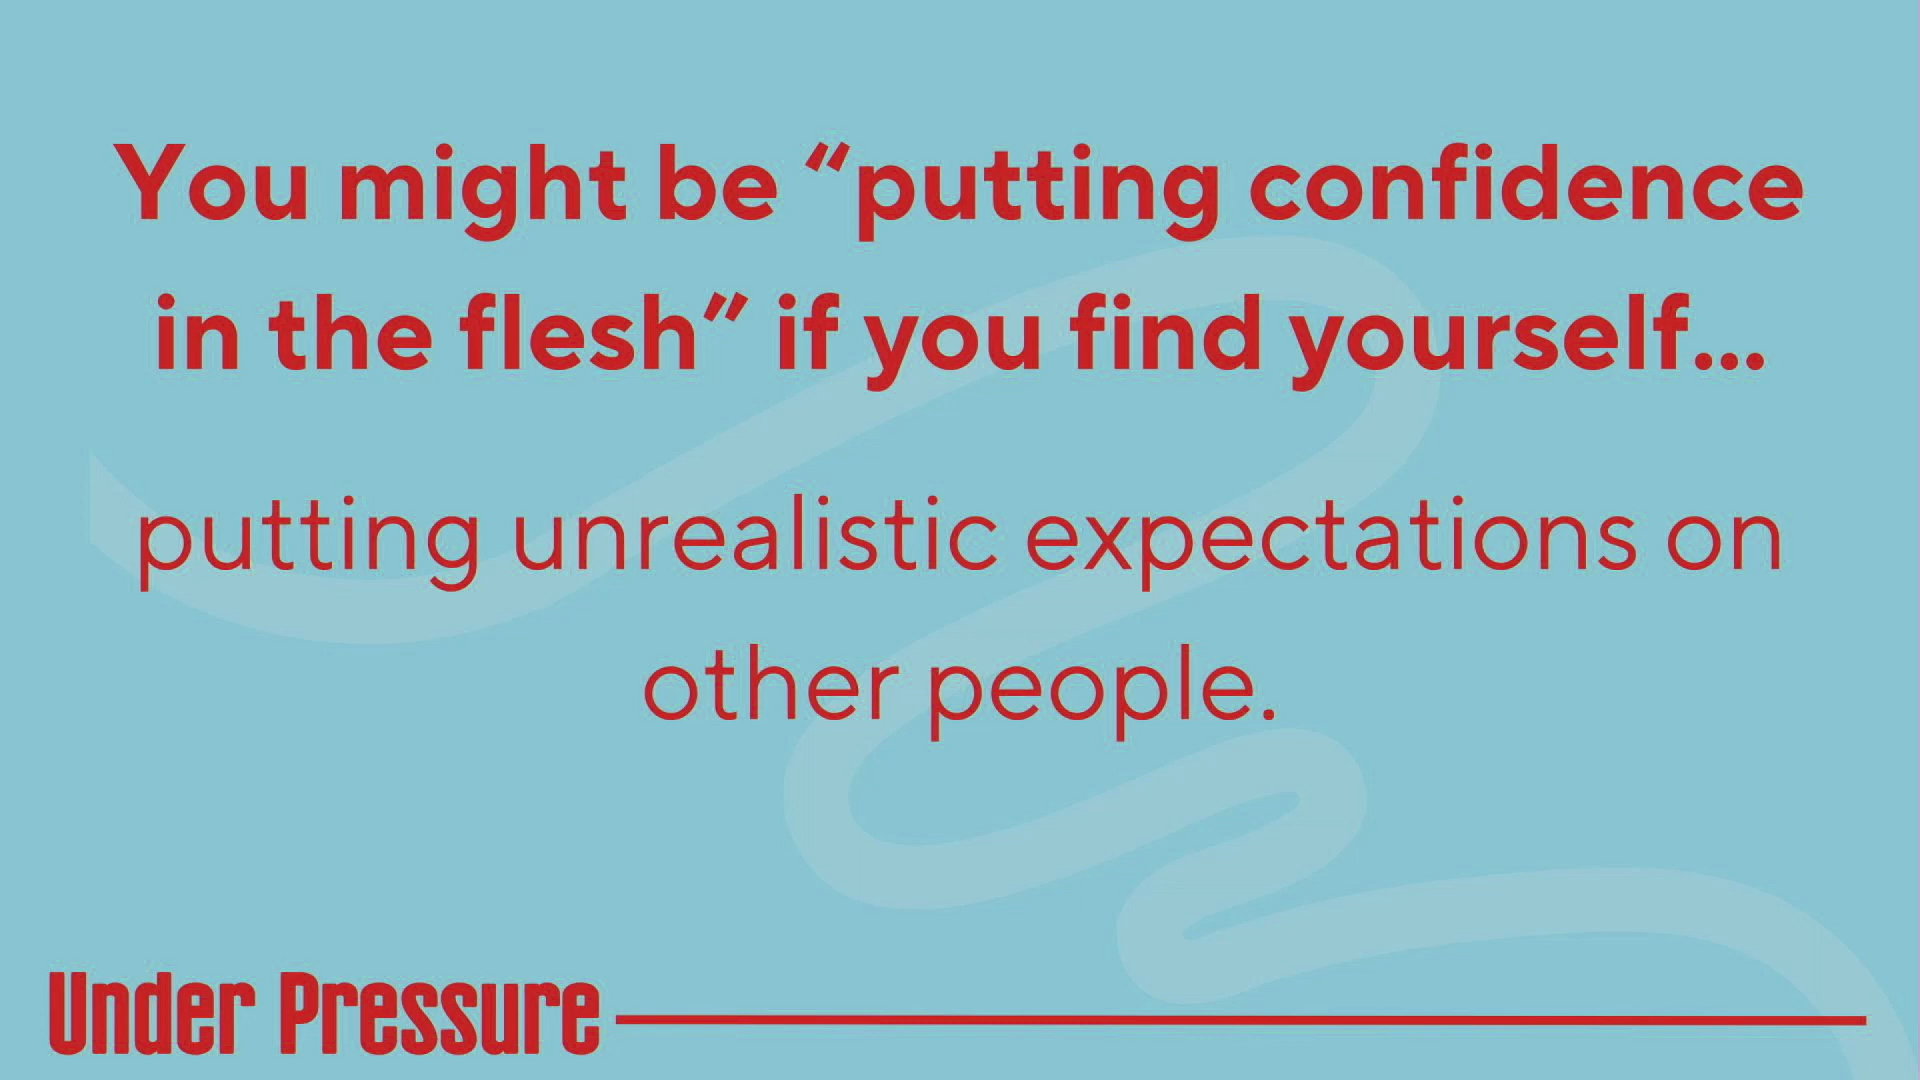 You might be “putting confidence
in the flesh” if you find yourself...
putting unrealistic expectations on
other people.
Under Pressure